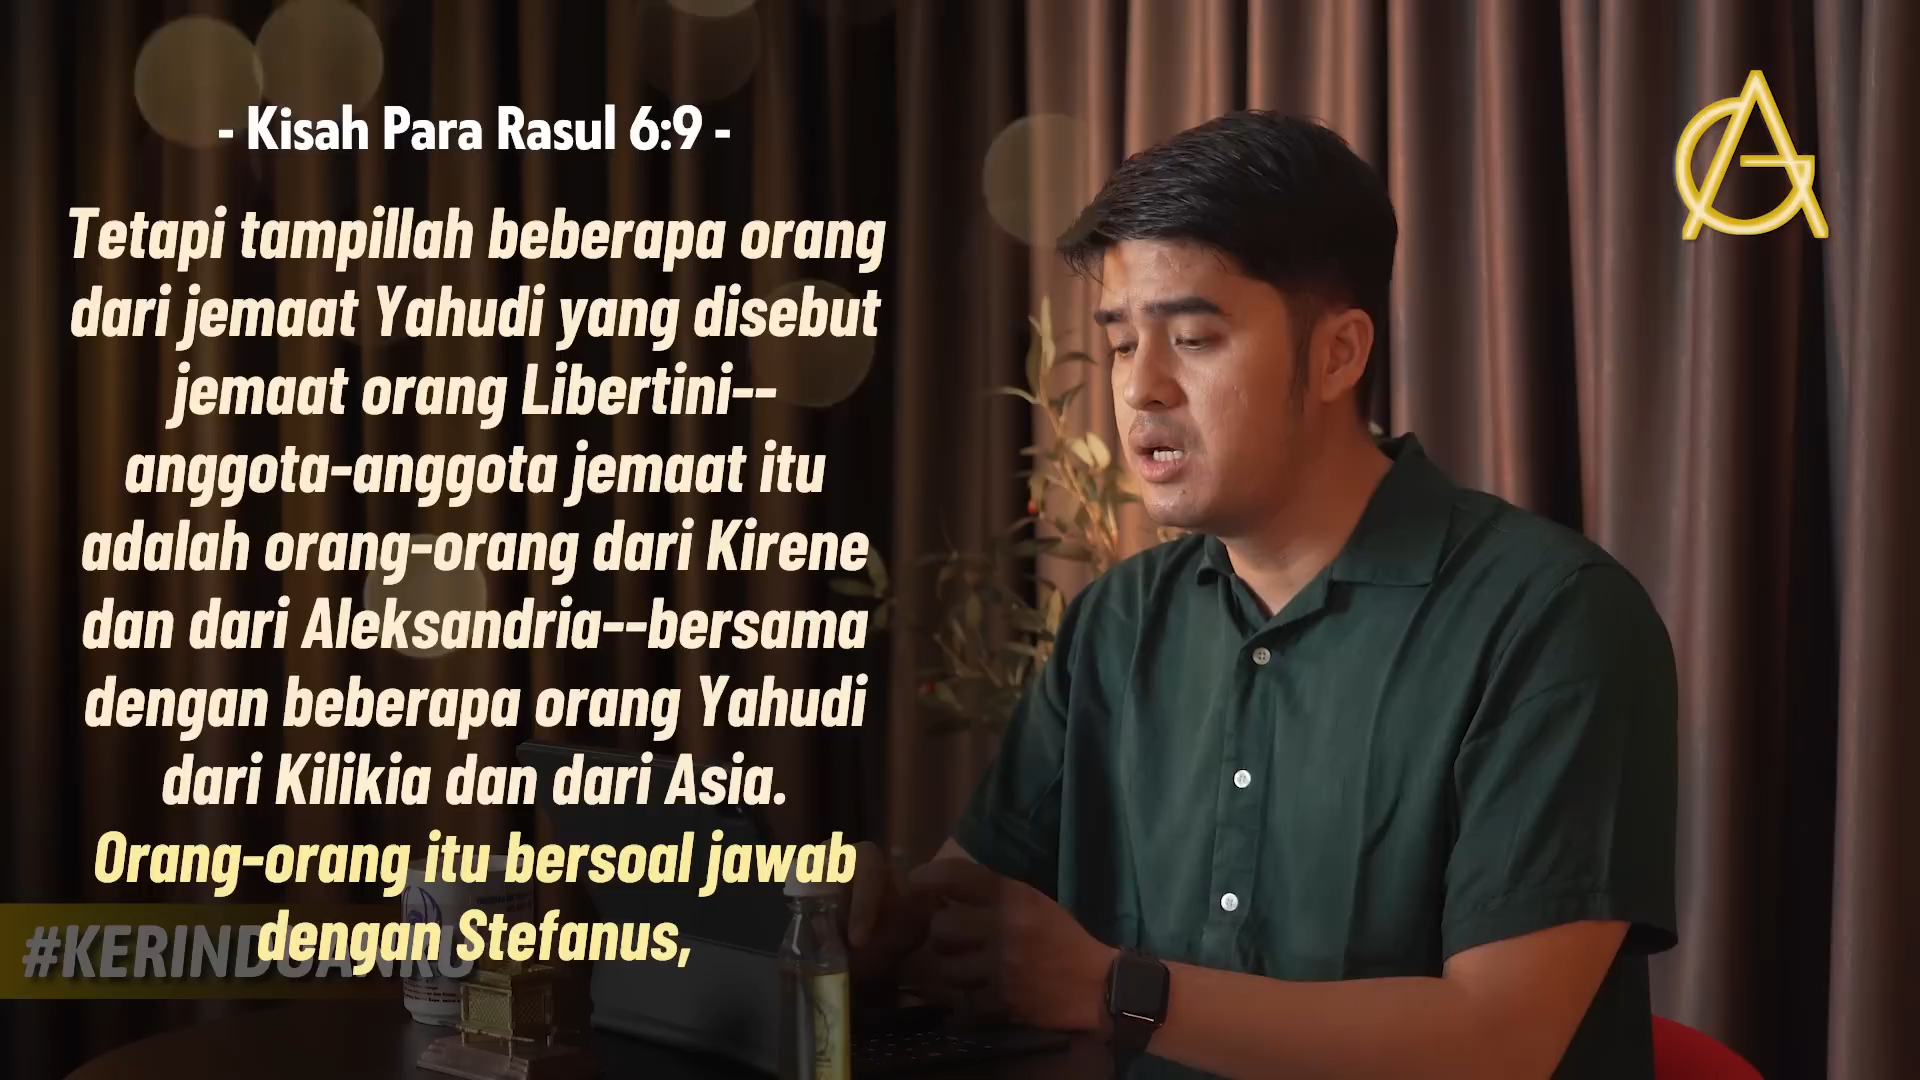 - Kisah Para Rasul 6:9 -
Tetapi tampillah beberapa orang
dari jemaat Yahudi yang disebut
jemaat orang Libertini--
anggota-anggota jemaat itu
adalah orang-orang dari Kirene
dan dari Aleksandria--bersama
dengan beberapa orang Yahudi
dari Kilikia dan dari Asia.
Orang-orang itu bersoal jawab
dengan Stefanus,
#KERINDUANKU